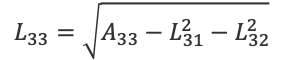 L₃₃ = √(A₃₃ − L₃₁² − L₃₂²)